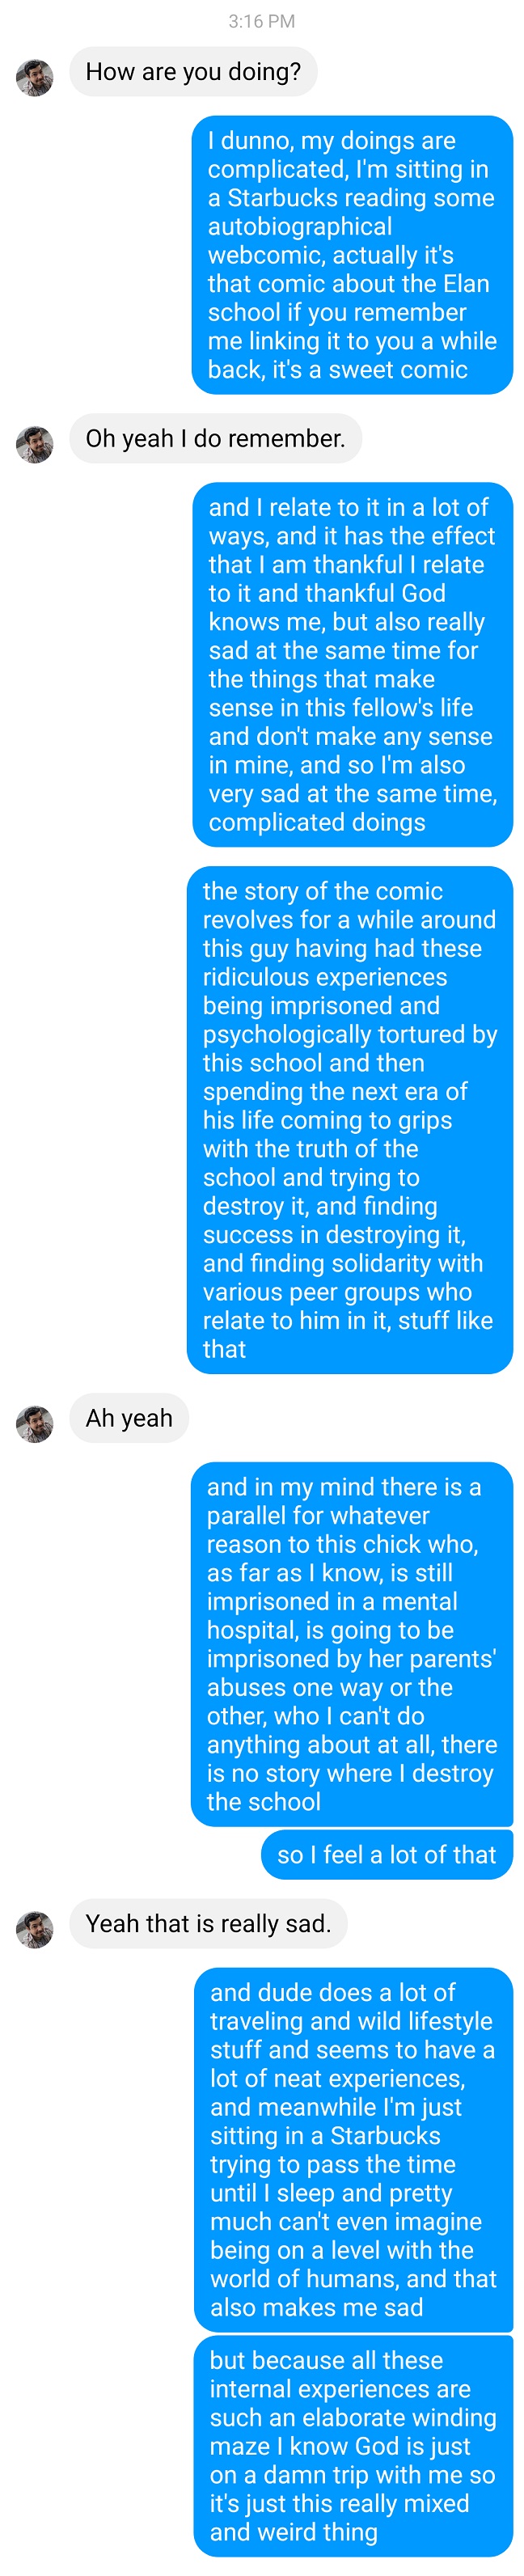 3:16 PM
How are you doing?
I dunno, my doings are
complicated, I'm sitting in
a Starbucks reading some
autobiographical
webcomic, actually it's
that comic about the Elan
school if you remember
me linking it to you a while
back, it's a sweet comic
Oh yeah I do remember.
and I relate to it in a lot of
ways, and it has the effect
that I am thankful I relate
to it and thankful God
knows me, but also really
sad at the same time for
the things that make
sense in this fellow's life
and don't make any sense
in mine, and so I'm also
very sad at the same time,
complicated doings
the story of the comic
revolves for a while around
this guy having had these
ridiculous experiences
being imprisoned and
psychologically tortured by
this school and then
spending the next era of
his life coming to grips
with the truth of the
school and trying to
destroy it, and finding
success in destroying it,
and finding solidarity with
various peer groups who
relate to him in it, stuff like
that
Ah yeah
and in my mind there is a
parallel for whatever
reason to this chick who,
as far as I know, is still
imprisoned in a mental
hospital, is going to be
imprisoned by her parents'
abuses one way or the
other, who I can't do
anything about at all, there
is no story where I destroy
the school
so I feel a lot of that
Yeah that is really sad.
and dude does a lot of
traveling and wild lifestyle
stuff and seems to have a
lot of neat experiences,
and meanwhile I'm just
sitting in a Starbucks
trying to pass the time
until I sleep and pretty
much can't even imagine
being on a level with the
world of humans, and that
also makes me sad
but because all these
internal experiences are
such an elaborate winding
maze I know God is just
on a damn trip with me so
it's just this really mixed
and weird thing